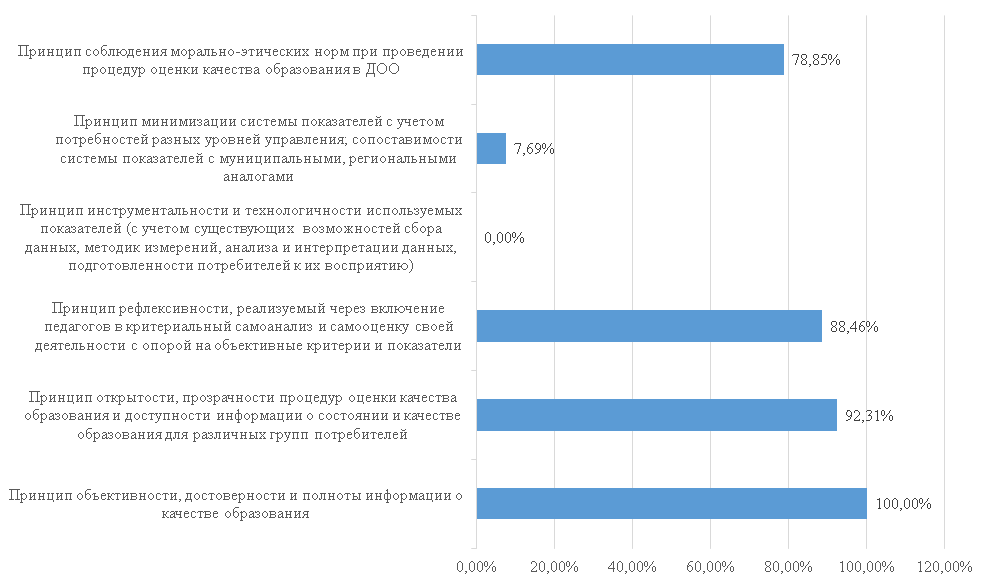 Принцип соблюдения морально-этических норм при проведении
процедур оценки качества образования в ДОО
78,85%
Принцип минимизации системы показателей с учетом
потребностей разных уровней управления; сопоставимости
системы показателей с муниципальными, региональными
аналогами
7,69%
Принцип инструментальности и технологичности используемых
показателей (с учетом существующих возможностей сбора
данных, методик измерений, анализа и интерпретации данных,
подготовленности потребителей к их восприятию)
0,00%
Принцип рефлексивности, реализуемый через включение
педагогов в критериальный самоанализ и самооценку своей
деятельности с опорой на объективные критерии и показатели
88,46%
Принцип открытости, прозрачности процедур оценки качества
образования и доступности информации о состоянии и качестве
образования для различных групп потребителей
92,31%
Принцип объективности, достоверности и полноты информации о
качестве образования
100,00%
0,00% 20,00% 40,00% 60,00% 80,00% 100,00% 120,00%